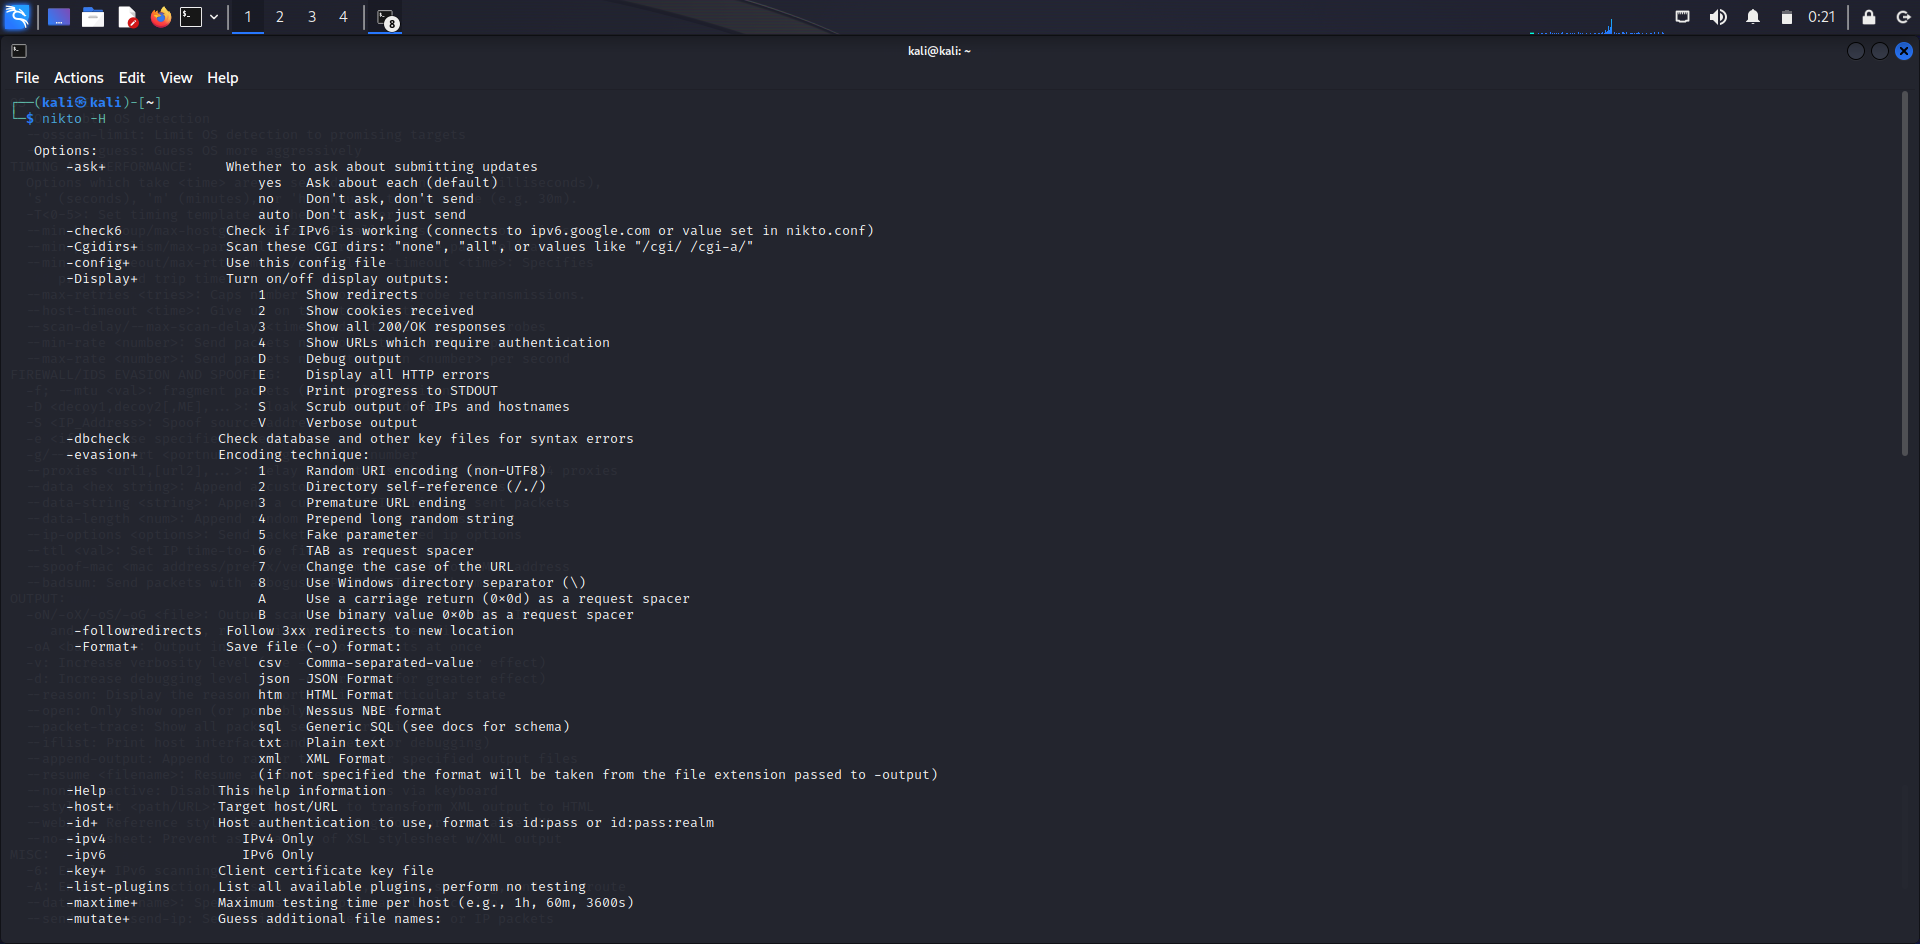 1 2 3 4 8 0:21
kali@kali: ~
File Actions Edit View Help
┌──(kali㉿kali)-[~]
└─$ nikto -H
Options:
-ask+ Whether to ask about submitting updates
yes Ask about each (default)
no Don't ask, don't send
auto Don't ask, just send
-check6 Check if IPv6 is working (connects to ipv6.google.com or value set in nikto.conf)
-Cgidirs+ Scan these CGI dirs: "none", "all", or values like "/cgi/ /cgi-a/"
-config+ Use this config file
-Display+ Turn on/off display outputs:
1 Show redirects
2 Show cookies received
3 Show all 200/OK responses
4 Show URLs which require authentication
D Debug output
E Display all HTTP errors
P Print progress to STDOUT
S Scrub output of IPs and hostnames
V Verbose output
-dbcheck Check database and other key files for syntax errors
-evasion+ Encoding technique:
1 Random URI encoding (non-UTF8)
2 Directory self-reference (/./)
3 Premature URL ending
4 Prepend long random string
5 Fake parameter
6 TAB as request spacer
7 Change the case of the URL
8 Use Windows directory separator (\)
A Use a carriage return (0×0d) as a request spacer
B Use binary value 0×0b as a request spacer
-followredirects Follow 3xx redirects to new location
-Format+ Save file (-o) format:
csv Comma-separated-value
json JSON Format
htm HTML Format
nbe Nessus NBE format
sql Generic SQL (see docs for schema)
txt Plain text
xml XML Format
(if not specified the format will be taken from the file extension passed to -output)
-Help This help information
-host+ Target host/URL
-id+ Host authentication to use, format is id:pass or id:pass:realm
-ipv4 IPv4 Only
-ipv6 IPv6 Only
-key+ Client certificate key file
-list-plugins List all available plugins, perform no testing
-maxtime+ Maximum testing time per host (e.g., 1h, 60m, 3600s)
-mutate+ Guess additional file names: